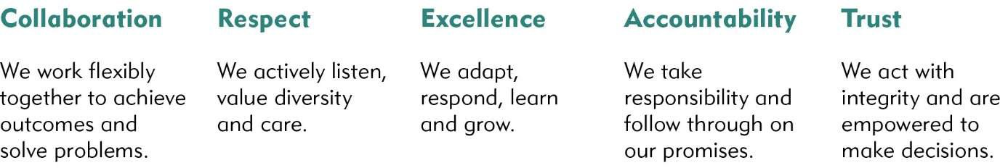 Collaboration
We work flexibly
together to achieve
outcomes and
solve problems.
Respect
We actively listen,
value diversity
and care.
Excellence
We adapt,
respond, learn
and grow.
Accountability
We take
responsibility and
follow through on
our promises.
Trust
We act with
integrity and are
empowered to
make decisions.